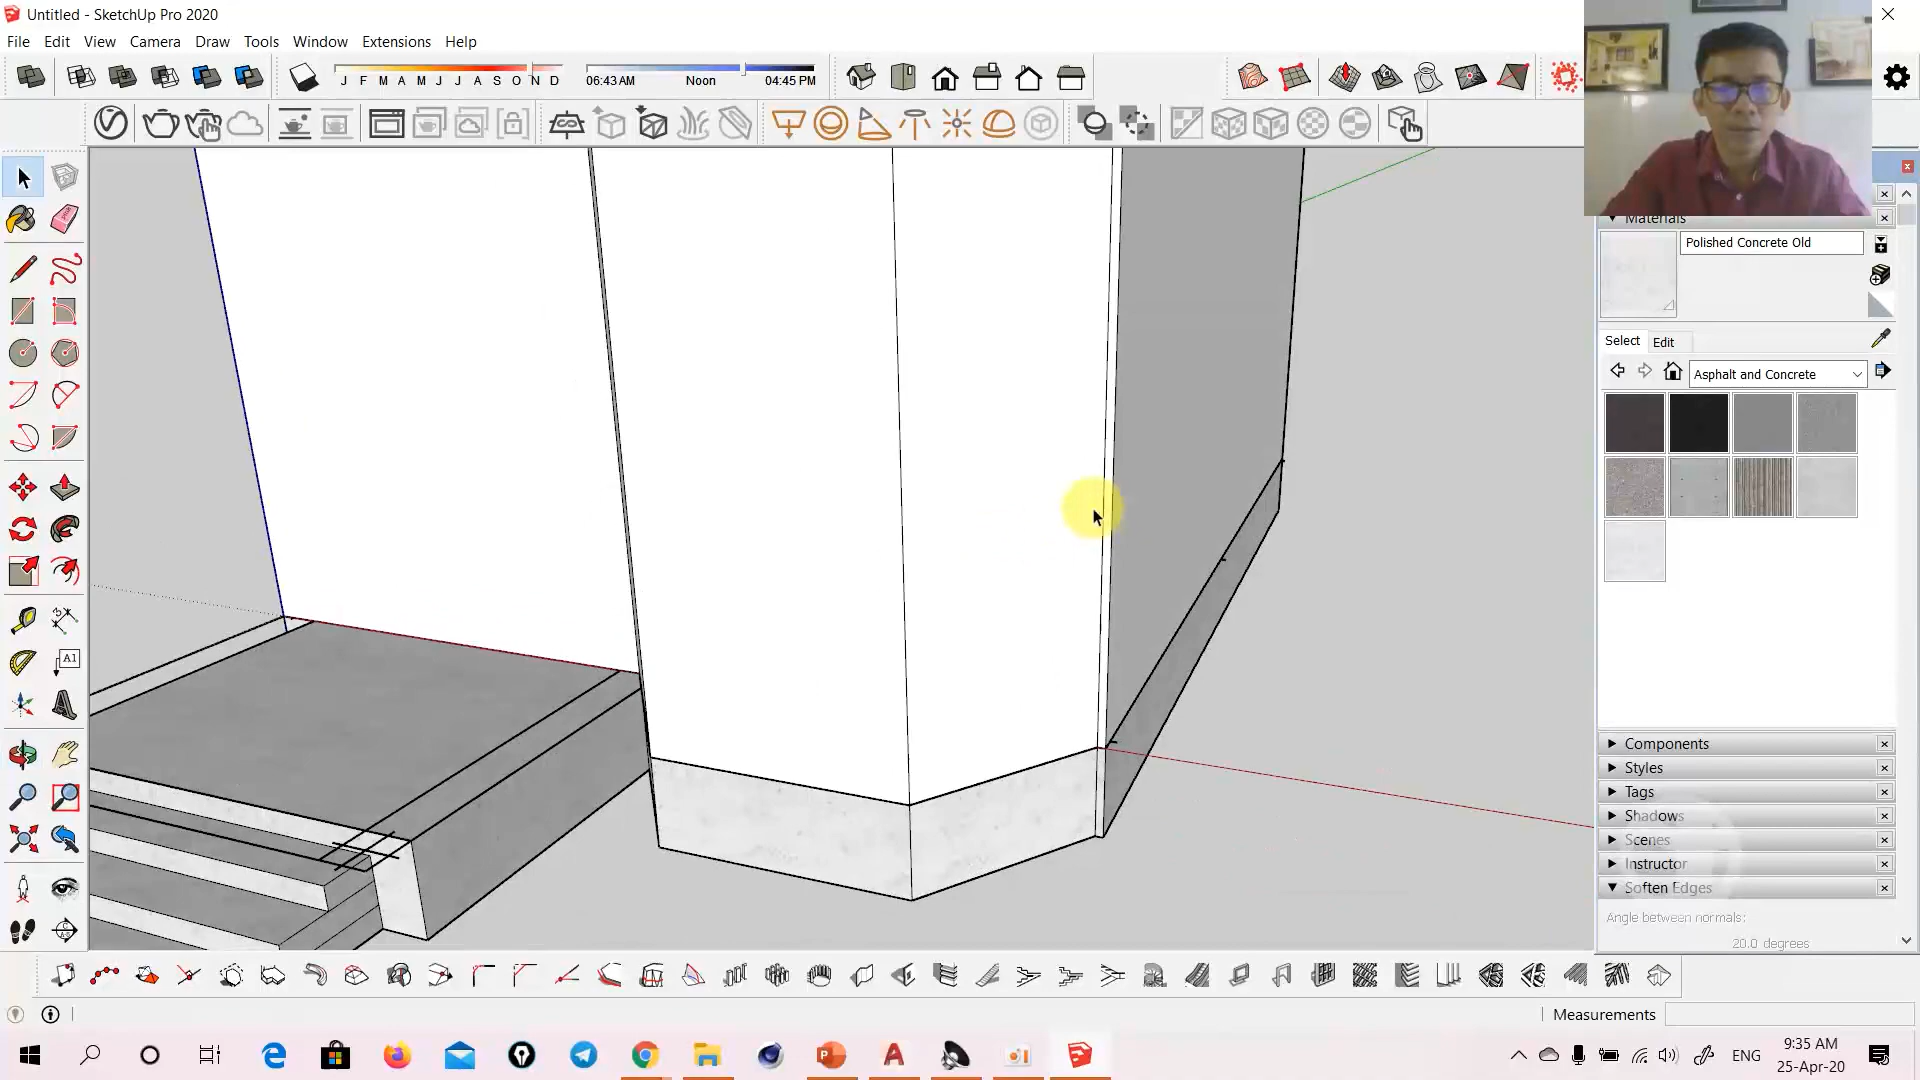 Untitled - SketchUp Pro 2020
File Edit View Camera Draw Tools Window Extensions Help
J F M A M J J A S O N D
06:43 AM Noon 04:45 PM
Materials
Polished Concrete Old
Select Edit
Asphalt and Concrete
A1
Components
Styles
Tags
Shadows
Scenes
Instructor
Soften Edges
Angle between normals:
20.0 degrees
Measurements
ENG
9:35 AM
25-Apr-20